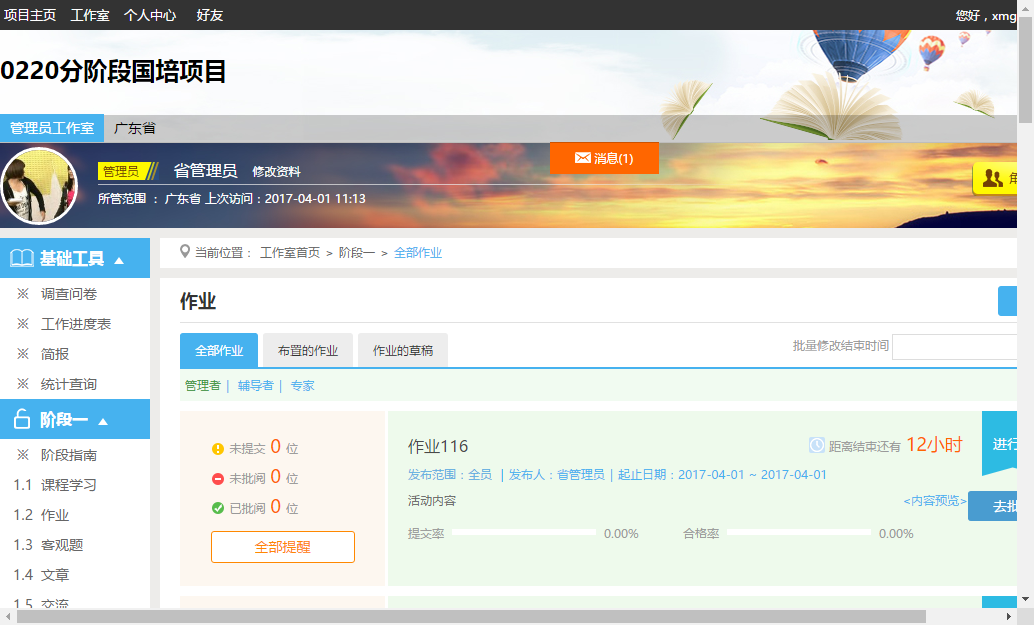 项目主页 工作室 个人中心 好友 您好，xmg
0220分阶段国培项目
管理员工作室 广东省
消息(1)
管理员 省管理员 修改资料
所管范围 ： 广东省 上次访问：2017-04-01 11:13
基础工具
※ 调查问卷
※ 工作进度表
※ 简报
※ 统计查询
阶段一
※ 阶段指南
1.1 课程学习
1.2 作业
1.3 客观题
1.4 文章
1.5 交流
当前位置： 工作室首页 > 阶段一 > 全部作业
作业
全部作业 布置的作业 作业的草稿 批量修改结束时间
管理者 | 辅导者 | 专家
未提交 0 位
未批阅 0 位
已批阅 0 位
全部提醒
作业116 距离结束还有 12小时 进行
发布范围：全员 | 发布人：省管理员 | 起止日期：2017-04-01 ~ 2017-04-01
活动内容 <内容预览> 去批
提交率 0.00% 合格率 0.00%